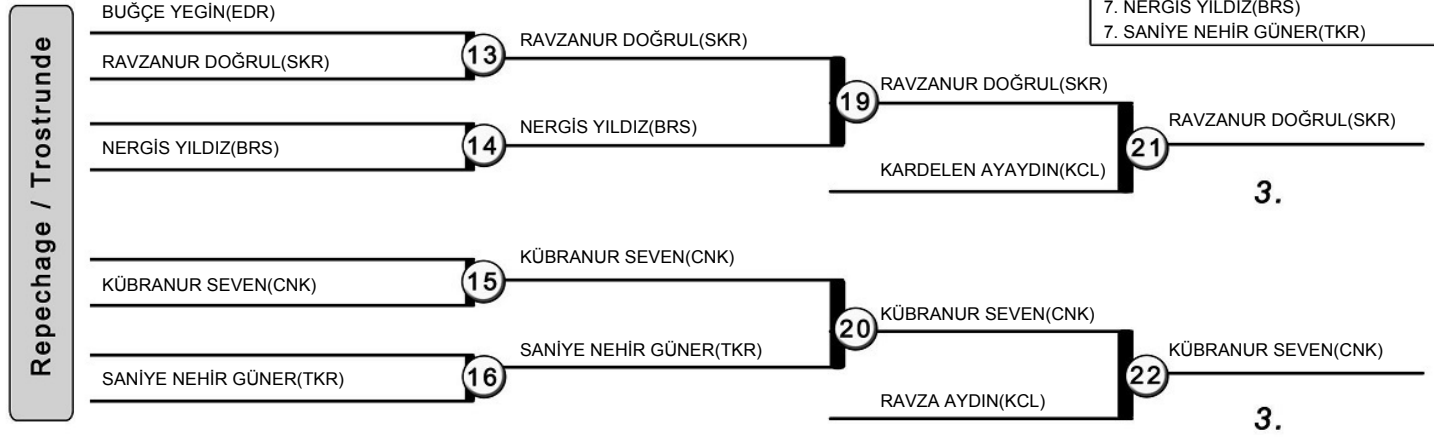 Repechage / Trostrunde
BUĞÇE YEGİN(EDR)
RAVZANUR DOĞRUL(SKR)
13
RAVZANUR DOĞRUL(SKR)
NERGİS YILDIZ(BRS)
14
NERGİS YILDIZ(BRS)
19
RAVZANUR DOĞRUL(SKR)
KARDELEN AYAYDIN(KCL)
21
RAVZANUR DOĞRUL(SKR)
3.
KÜBRANUR SEVEN(CNK)
15
KÜBRANUR SEVEN(CNK)
SANİYE NEHİR GÜNER(TKR)
16
SANİYE NEHİR GÜNER(TKR)
20
KÜBRANUR SEVEN(CNK)
RAVZA AYDIN(KCL)
22
KÜBRANUR SEVEN(CNK)
3.
7. NERGİS YILDIZ(BRS)
7. SANİYE NEHİR GÜNER(TKR)